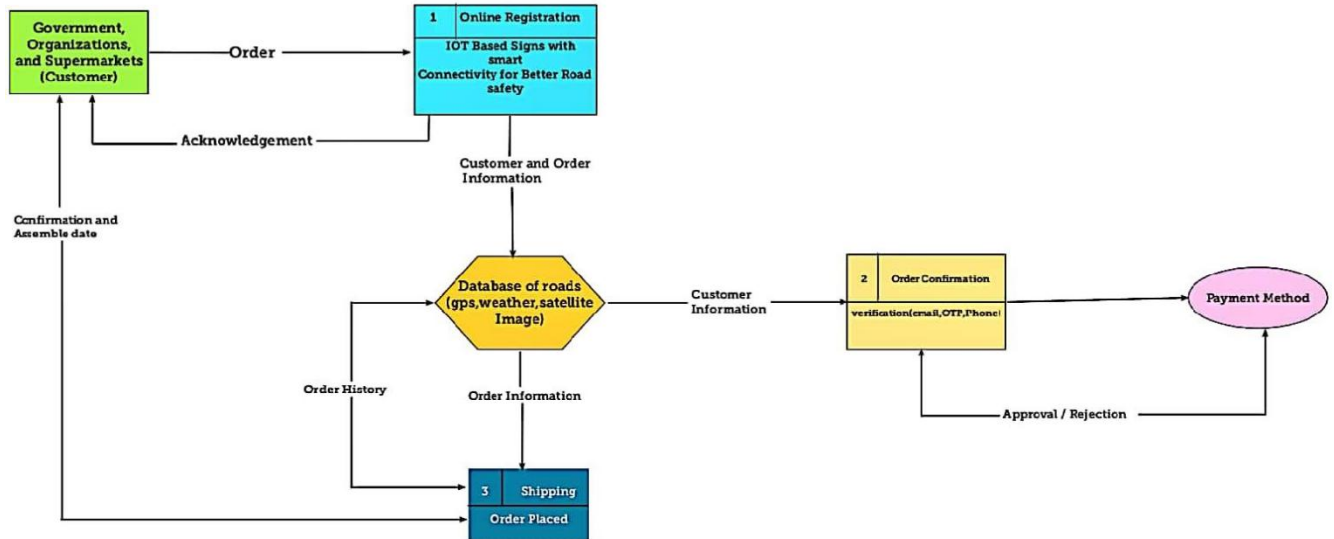 Government,
Organizations,
and Supermarkets
(Customer)
Order
1 Online Registration
IOT Based Signs with
smart
Connectivity for Better Road
safety
Acknowledgement
Customer and Order
Information
Confirmation and
Assemble date
Database of roads
(gps,weather,satellite
Image)
Customer
Information
2 Order Confirmation
verification(email,OTP,Phone)
Payment Method
Order History
Order Information
Approval / Rejection
3 Shipping
Order Placed